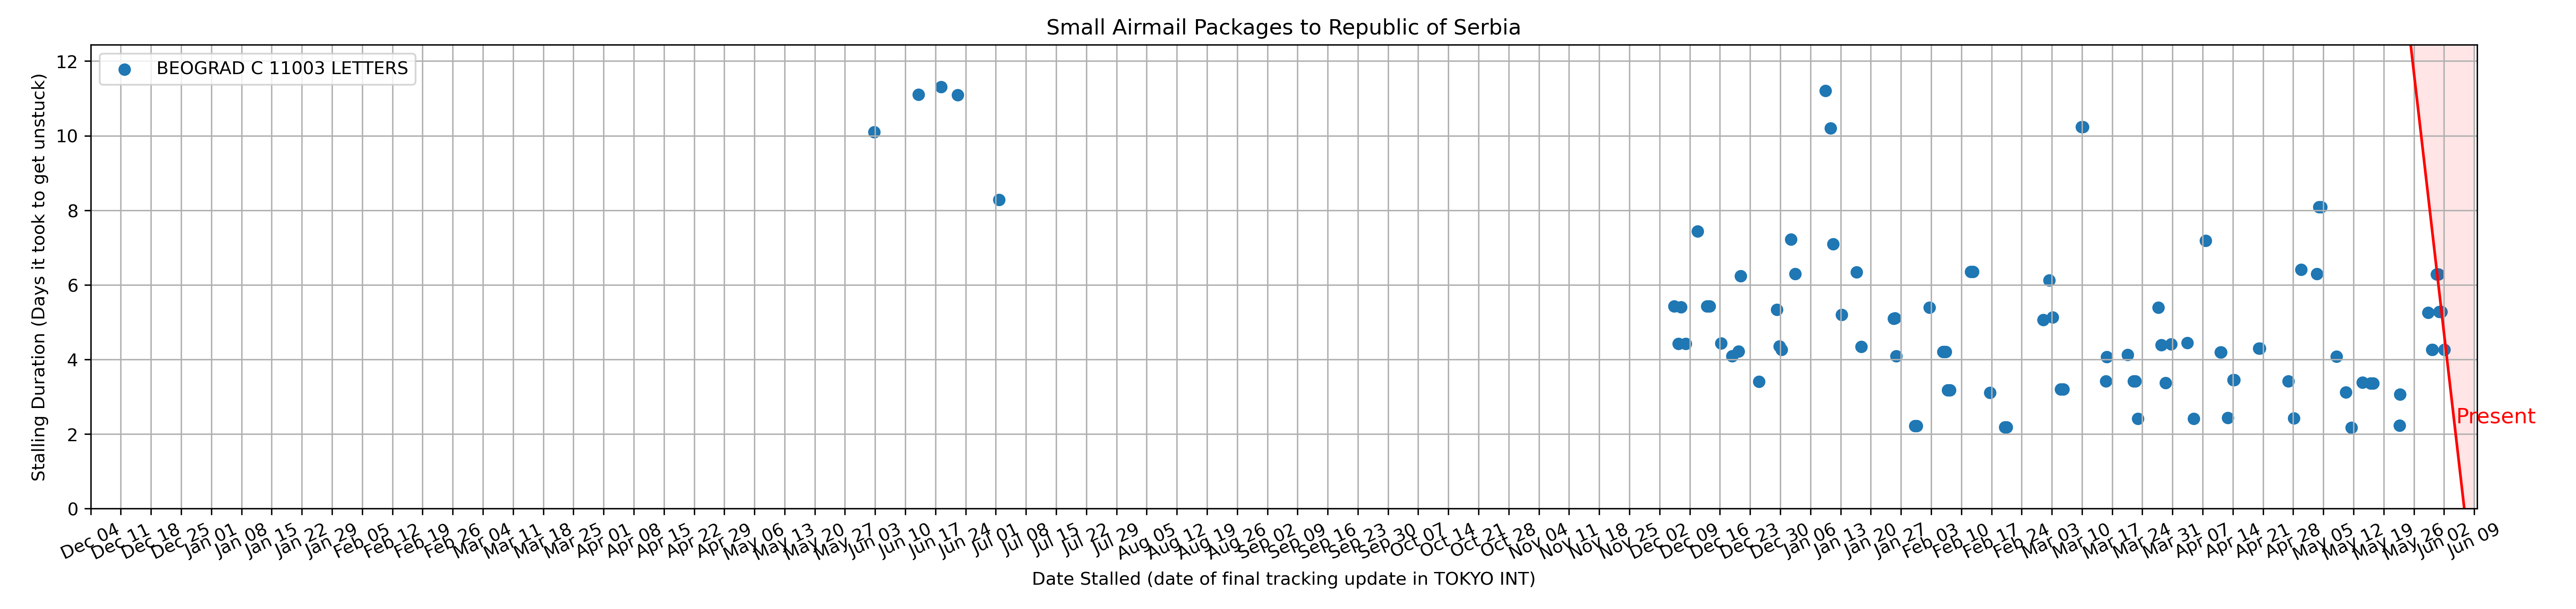 Small Airmail Packages to Republic of Serbia
BEOGRAD C 11003 LETTERS
Stalling Duration (Days it took to get unstuck)
12
10
8
6
4
2
0
Present
Dec 04
Dec 11
Dec 18
Dec 25
Jan 01
Jan 08
Jan 15
Jan 22
Jan 29
Feb 05
Feb 12
Feb 19
Feb 26
Mar 04
Mar 11
Mar 18
Mar 25
Apr 01
Apr 08
Apr 15
Apr 22
Apr 29
May 06
May 13
May 20
May 27
Jun 03
Jun 10
Jun 17
Jun 24
Jul 01
Jul 08
Jul 15
Jul 22
Jul 29
Aug 05
Aug 12
Aug 19
Aug 26
Sep 02
Sep 09
Sep 16
Sep 23
Sep 30
Oct 07
Oct 14
Oct 21
Oct 28
Nov 04
Nov 11
Nov 18
Nov 25
Dec 02
Dec 09
Dec 16
Dec 23
Dec 30
Jan 06
Jan 13
Jan 20
Jan 27
Feb 03
Feb 10
Feb 17
Feb 24
Mar 03
Mar 10
Mar 17
Mar 24
Mar 31
Apr 07
Apr 14
Apr 21
Apr 28
May 05
May 12
May 19
May 26
Jun 02
Jun 09
Date Stalled (date of final tracking update in TOKYO INT)